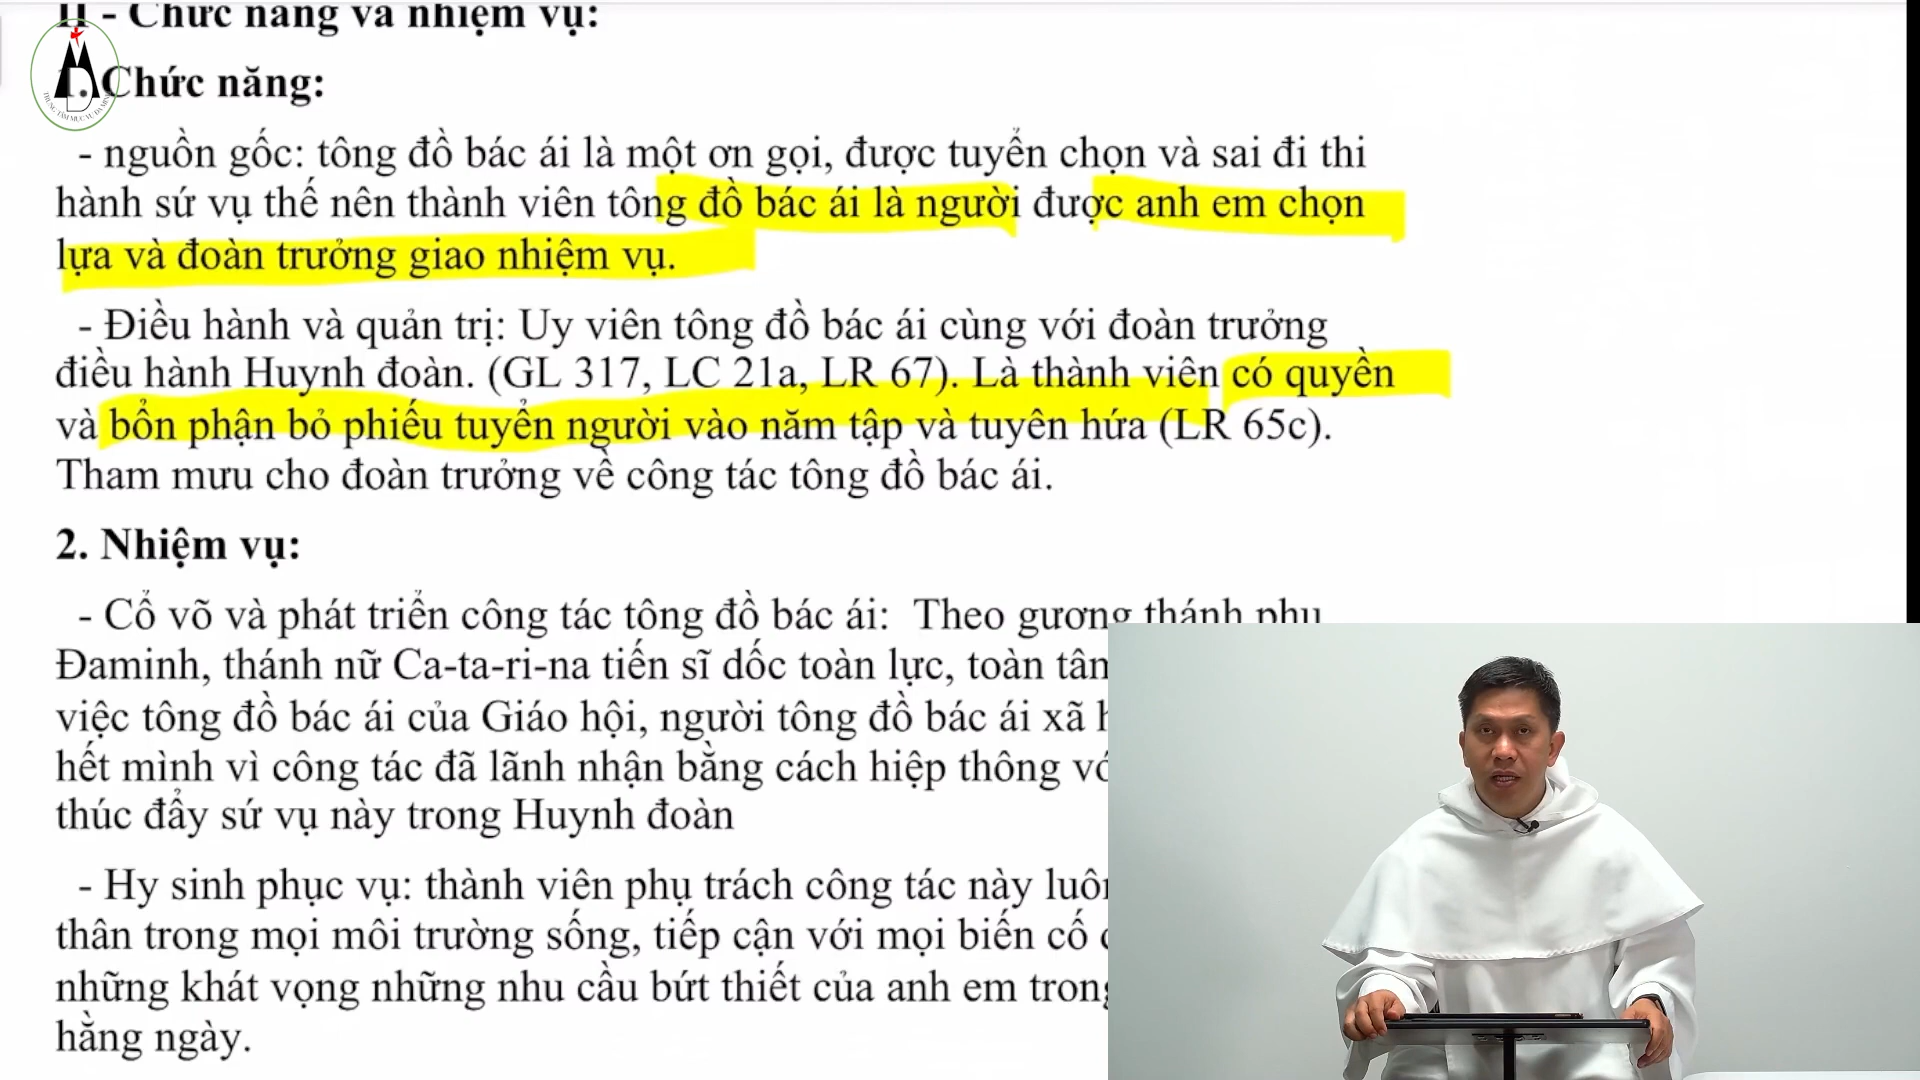 II - Chức năng và nhiệm vụ:
1. Chức năng:
- nguồn gốc: tông đồ bác ái là một ơn gọi, được tuyển chọn và sai đi thi
hành sứ vụ thế nên thành viên tông đồ bác ái là người được anh em chọn
lựa và đoàn trưởng giao nhiệm vụ.
- Điều hành và quản trị: Uy viên tông đồ bác ái cùng với đoàn trưởng
điều hành Huynh đoàn. (GL 317, LC 21a, LR 67). Là thành viên có quyền
và bổn phận bỏ phiếu tuyển người vào năm tập và tuyên hứa (LR 65c).
Tham mưu cho đoàn trưởng về công tác tông đồ bác ái.
2. Nhiệm vụ:
- Cổ võ và phát triển công tác tông đồ bác ái: Theo gương thánh phụ
Đaminh, thánh nữ Ca-ta-ri-na tiến sĩ dốc toàn lực, toàn tâm
việc tông đồ bác ái của Giáo hội, người tông đồ bác ái xã
hết mình vì công tác đã lãnh nhận bằng cách hiệp thông
thúc đẩy sứ vụ này trong Huynh đoàn
- Hy sinh phục vụ: thành viên phụ trách công tác này
thân trong mọi môi trường sống, tiếp cận với mọi biến cố
những khát vọng những nhu cầu bứt thiết của anh em
hằng ngày.
TRUNG TÂM MỤC VỤ ĐA MINH